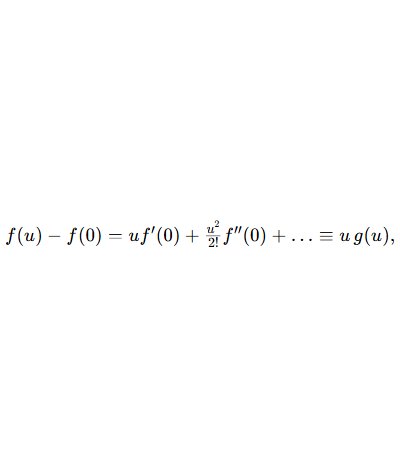 f(u) − f(0) = uf′(0) + u²/2! f″(0) + … ≡ u g(u),